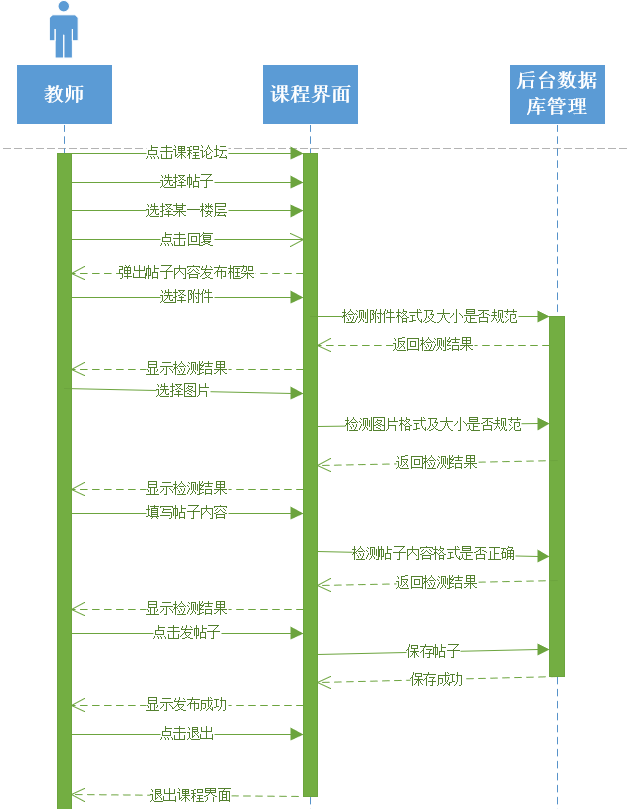 教师
课程界面
后台数据
库管理
点击课程论坛
选择帖子
选择某一楼层
点击回复
弹出帖子内容发布框架
选择附件
检测附件格式及大小是否规范
返回检测结果
显示检测结果
选择图片
检测图片格式及大小是否规范
返回检测结果
显示检测结果
填写帖子内容
检测帖子内容格式是否正确
返回检测结果
显示检测结果
点击发帖子
保存帖子
保存成功
显示发布成功
点击退出
退出课程界面